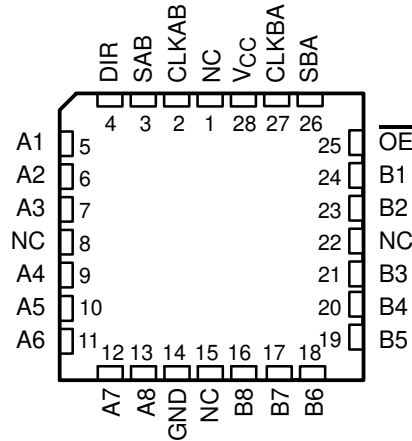 DIR SAB CLKAB NC VCC CLKBA SBA
4 3 2 1 28 27 26
A1 5 25 OE
A2 6 24 B1
A3 7 23 B2
NC 8 22 NC
A4 9 21 B3
A5 10 20 B4
A6 11 19 B5
12 13 14 15 16 17 18
A7 A8 GND NC B8 B7 B6